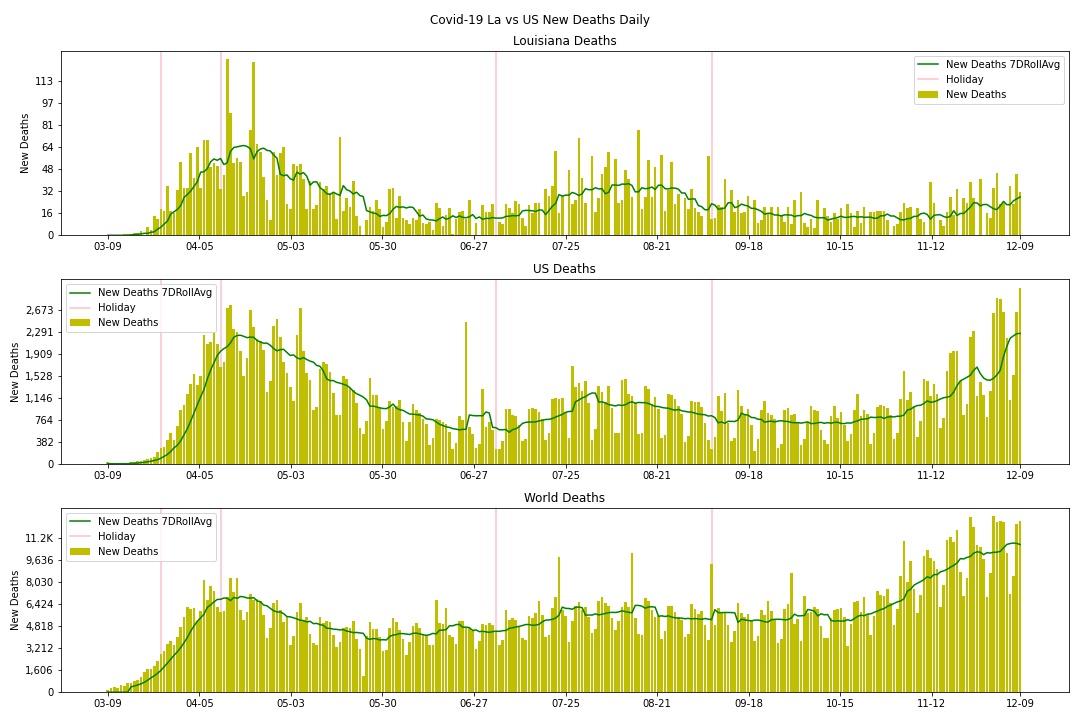 Covid-19 La vs US New Deaths Daily
Louisiana Deaths
New Deaths
113
97
81
64
48
32
16
0
New Deaths 7DRollAvg
Holiday
New Deaths
03-09 04-05 05-03 05-30 06-27 07-25 08-21 09-18 10-15 11-12 12-09
US Deaths
New Deaths
2,673
2,291
1,909
1,528
1,146
764
382
0
New Deaths 7DRollAvg
Holiday
New Deaths
03-09 04-05 05-03 05-30 06-27 07-25 08-21 09-18 10-15 11-12 12-09
World Deaths
New Deaths
11.2K
9,636
8,030
6,424
4,818
3,212
1,606
0
New Deaths 7DRollAvg
Holiday
New Deaths
03-09 04-05 05-03 05-30 06-27 07-25 08-21 09-18 10-15 11-12 12-09